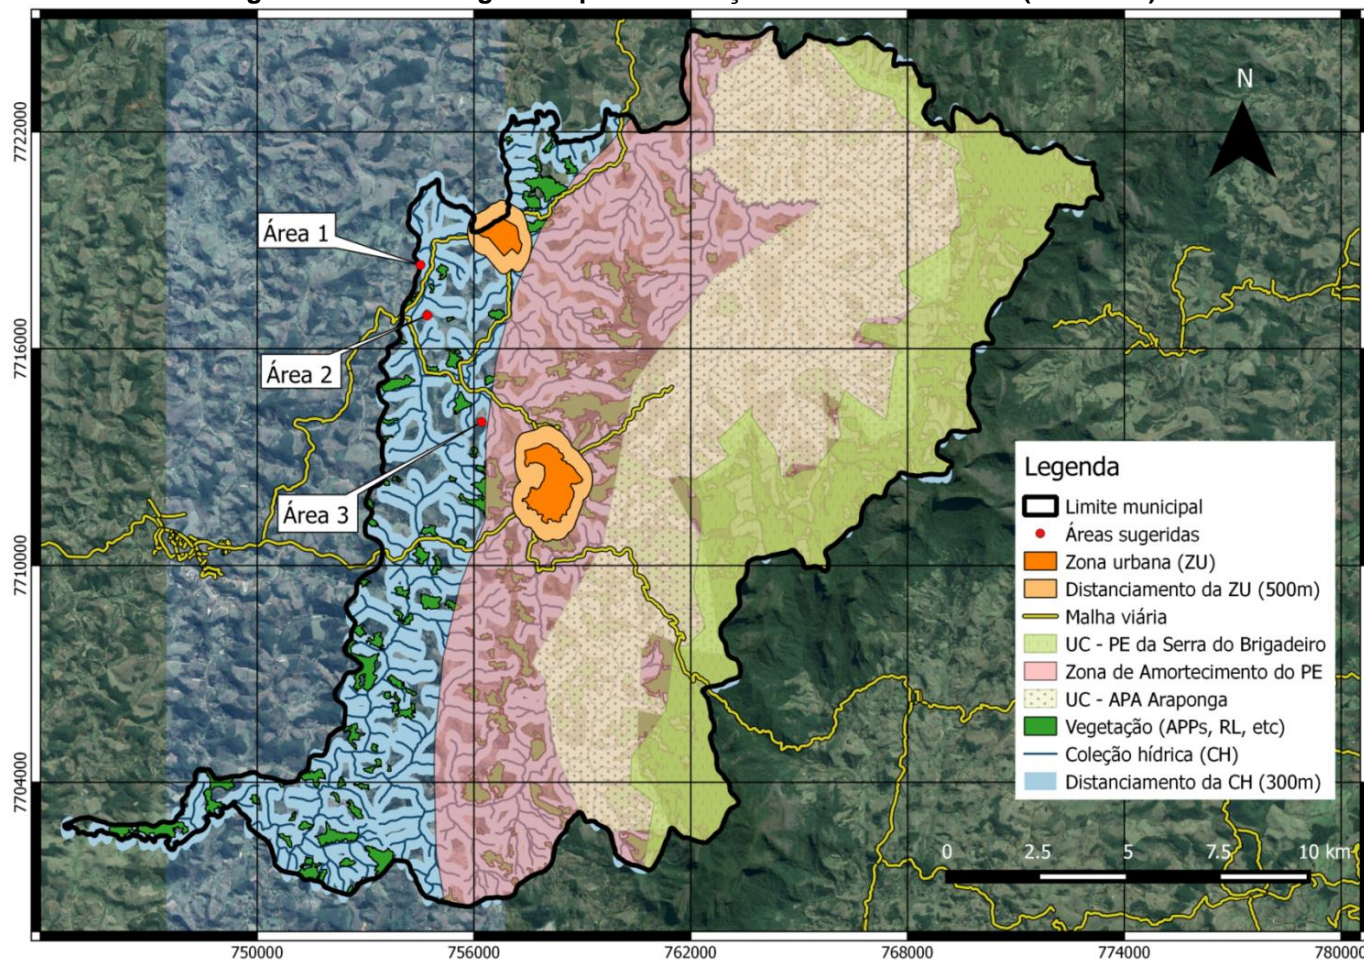 N
7722000
7716000
7710000
7704000
Área 1
Área 2
Área 3
Legenda
Limite municipal
Áreas sugeridas
Zona urbana (ZU)
Distanciamento da ZU (500m)
Malha viária
UC - PE da Serra do Brigadeiro
Zona de Amortecimento do PE
UC - APA Araponga
Vegetação (APPs, RL, etc)
Coleção hídrica (CH)
Distanciamento da CH (300m)
0 2.5 5 7.5 10 km
750000 756000 762000 768000 774000 780000